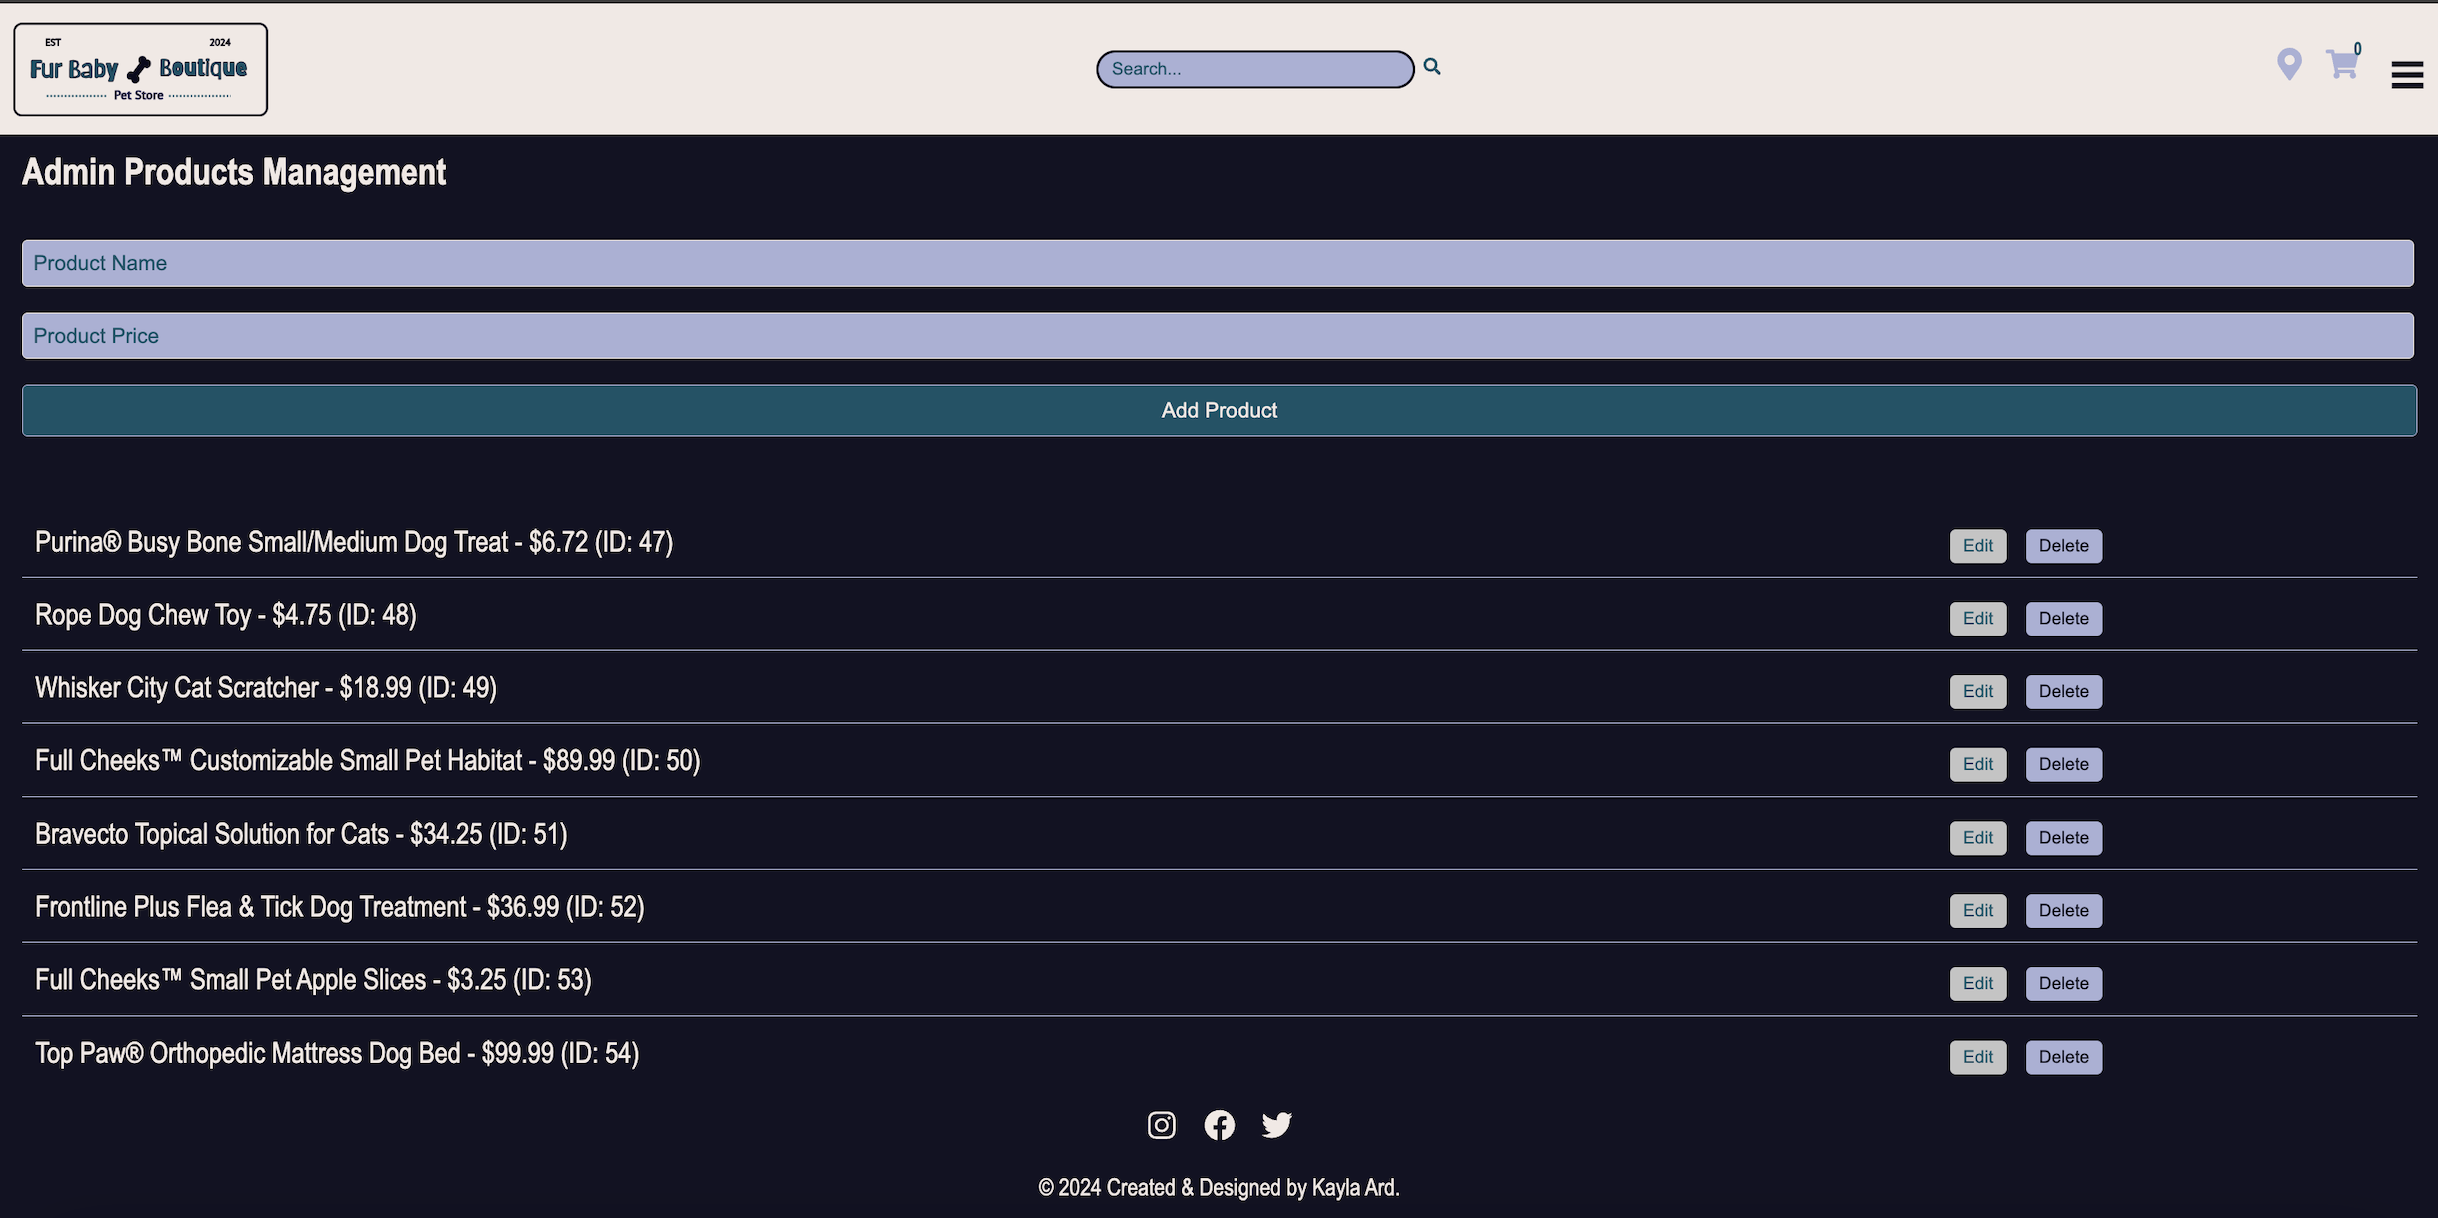 EST 2024
Fur Baby Boutique
Pet Store
Search...
0
Admin Products Management
Product Name
Product Price
Add Product
Purina® Busy Bone Small/Medium Dog Treat - $6.72 (ID: 47) Edit Delete
Rope Dog Chew Toy - $4.75 (ID: 48) Edit Delete
Whisker City Cat Scratcher - $18.99 (ID: 49) Edit Delete
Full Cheeks™ Customizable Small Pet Habitat - $89.99 (ID: 50) Edit Delete
Bravecto Topical Solution for Cats - $34.25 (ID: 51) Edit Delete
Frontline Plus Flea & Tick Dog Treatment - $36.99 (ID: 52) Edit Delete
Full Cheeks™ Small Pet Apple Slices - $3.25 (ID: 53) Edit Delete
Top Paw® Orthopedic Mattress Dog Bed - $99.99 (ID: 54) Edit Delete
© 2024 Created & Designed by Kayla Ard.